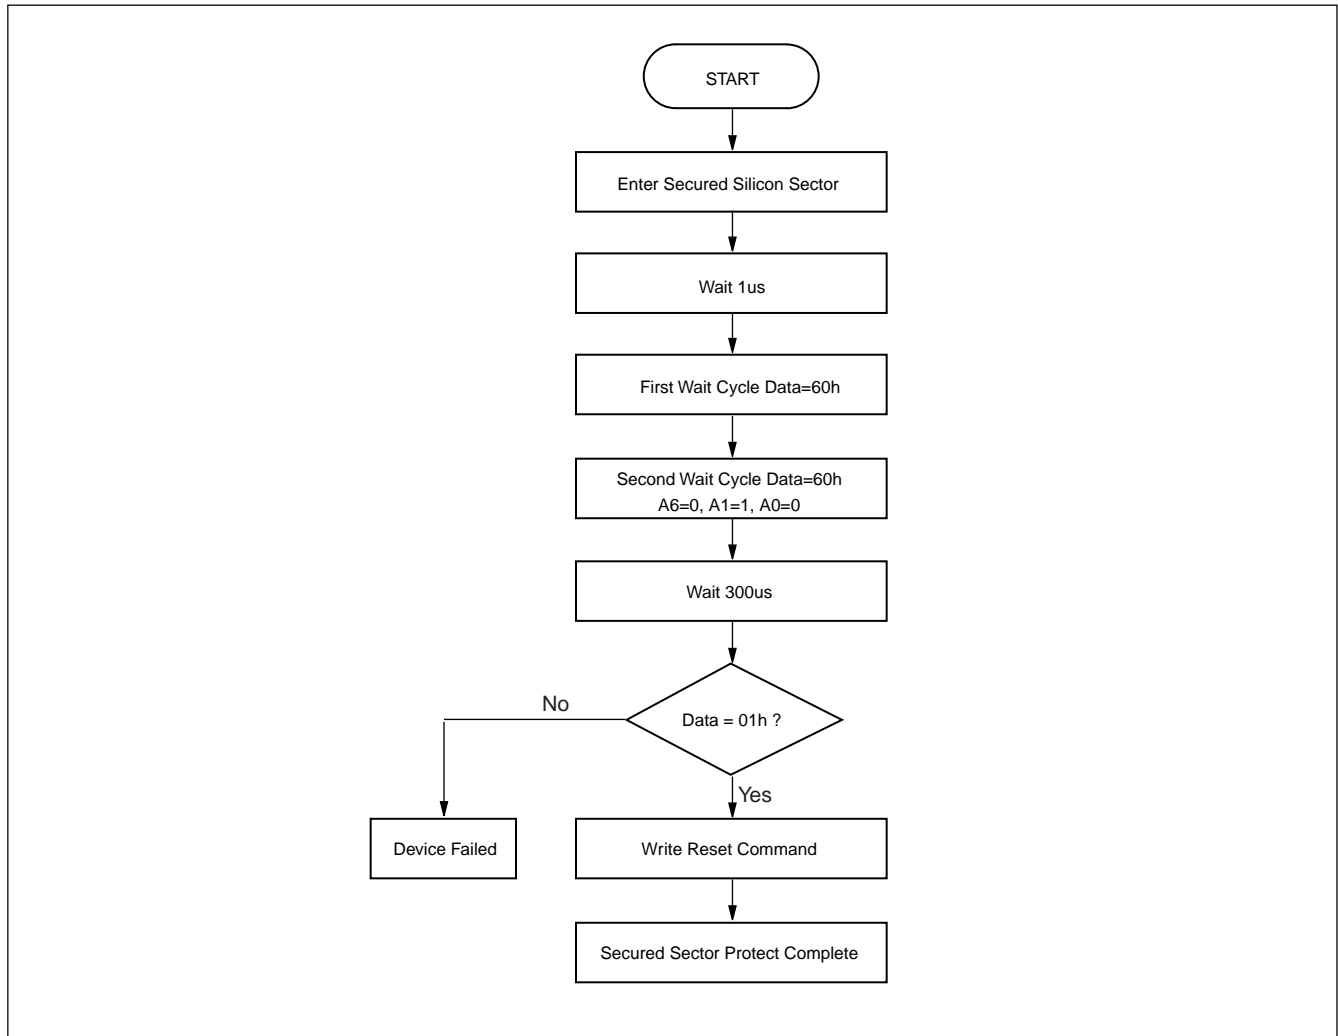 START
Enter Secured Silicon Sector
Wait 1us
First Wait Cycle Data=60h
Second Wait Cycle Data=60h
A6=0, A1=1, A0=0
Wait 300us
No
Data = 01h ?
Yes
Device Failed
Write Reset Command
Secured Sector Protect Complete